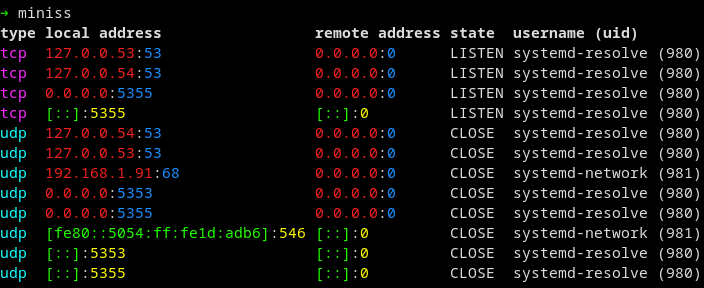 → miniss
type local address remote address state username (uid)
tcp 127.0.0.53:53 0.0.0.0:0 LISTEN systemd-resolve (980)
tcp 127.0.0.54:53 0.0.0.0:0 LISTEN systemd-resolve (980)
tcp 0.0.0.0:5355 0.0.0.0:0 LISTEN systemd-resolve (980)
tcp [::]:5355 [::]:0 LISTEN systemd-resolve (980)
udp 127.0.0.54:53 0.0.0.0:0 CLOSE systemd-resolve (980)
udp 127.0.0.53:53 0.0.0.0:0 CLOSE systemd-resolve (980)
udp 192.168.1.91:68 0.0.0.0:0 CLOSE systemd-network (981)
udp 0.0.0.0:5353 0.0.0.0:0 CLOSE systemd-resolve (980)
udp 0.0.0.0:5355 0.0.0.0:0 CLOSE systemd-resolve (980)
udp [fe80::5054:ff:fe1d:adb6]:546 [::]:0 CLOSE systemd-network (981)
udp [::]:5353 [::]:0 CLOSE systemd-resolve (980)
udp [::]:5355 [::]:0 CLOSE systemd-resolve (980)